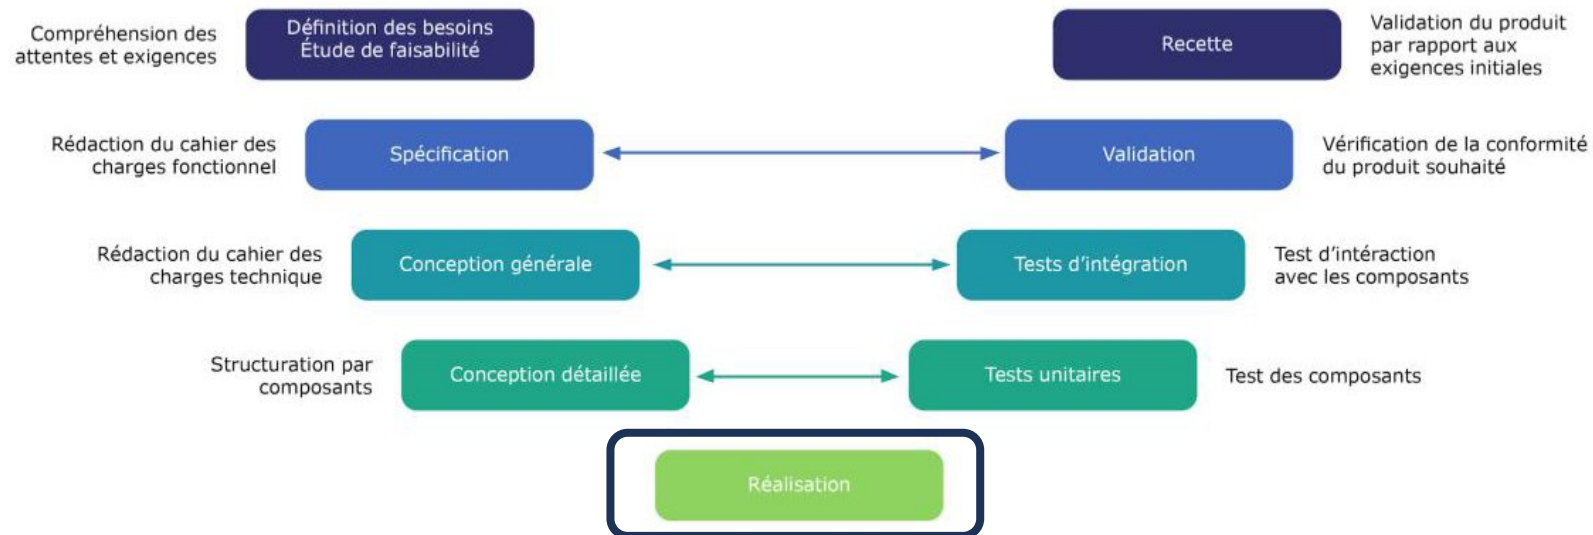 Compréhension des
attentes et exigences
Définition des besoins
Étude de faisabilité
Recette
Validation du produit
par rapport aux
exigences initiales
Rédaction du cahier des
charges fonctionnel
Spécification
Validation
Vérification de la conformité
du produit souhaité
Rédaction du cahier des
charges technique
Conception générale
Tests d'intégration
Test d'intéraction
avec les composants
Structuration par
composants
Conception détaillée
Tests unitaires
Test des composants
Réalisation